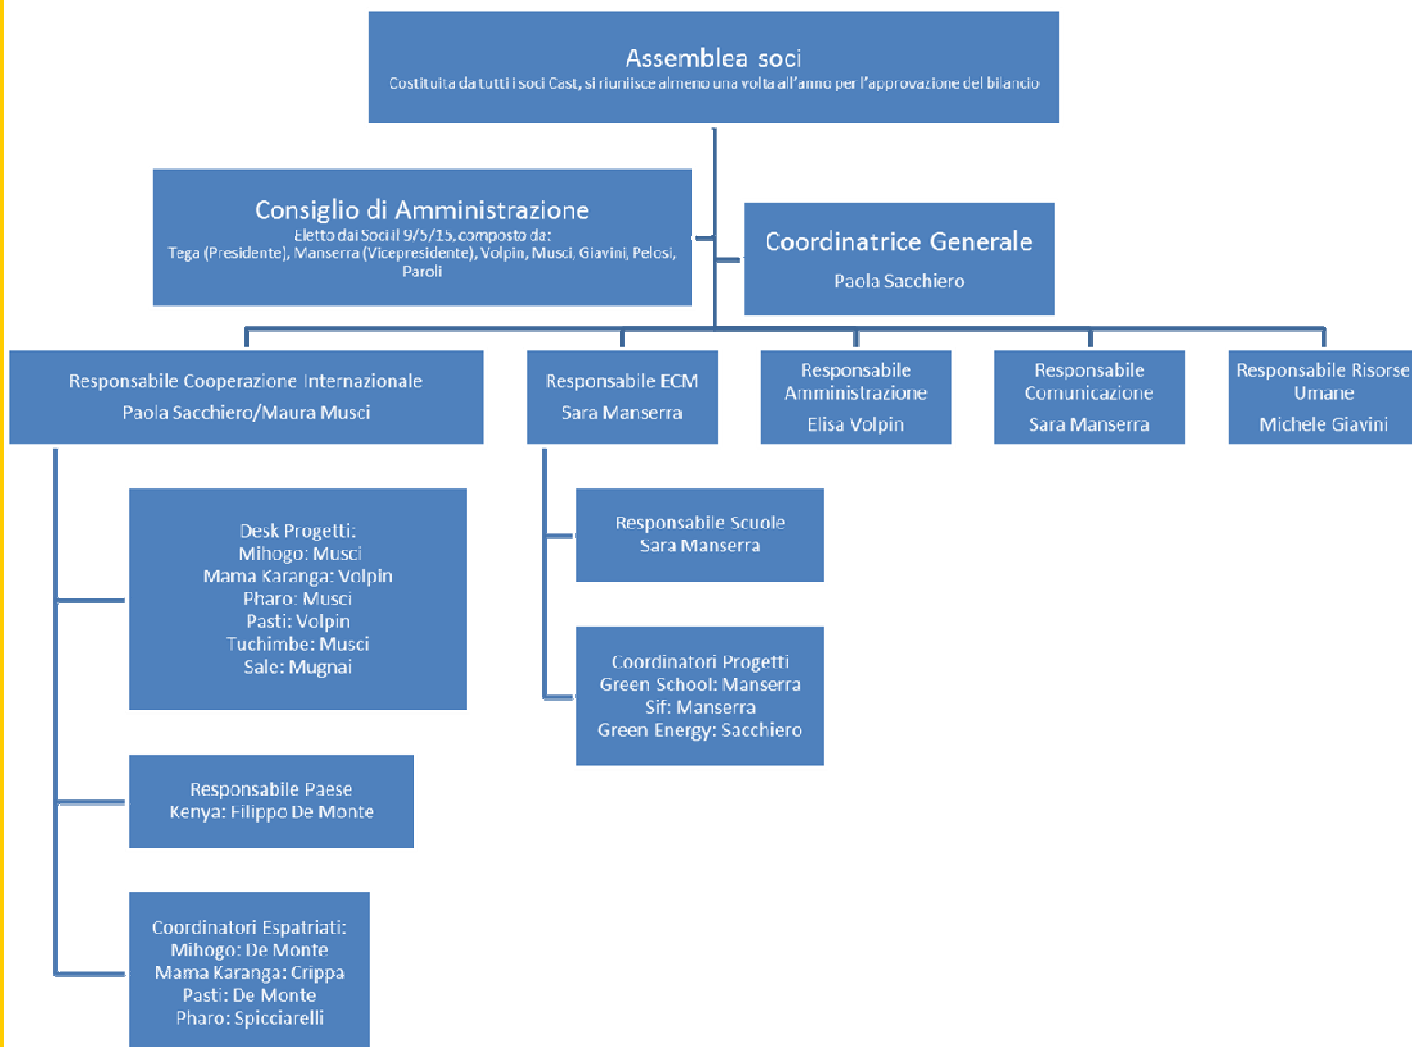 Assemblea soci
Costituita da tutti i soci Cast, si riuniisce almeno una volta all'anno per l'approvazione del bilancio
Consiglio di Amministrazione
Eletto dai Soci il 9/5/15, composto da:
Tega (Presidente), Manserra (Vicepresidente), Volpin, Musci, Giavini, Pelosi,
Paroli
Coordinatrice Generale
Paola Sacchiero
Responsabile Cooperazione Internazionale
Paola Sacchiero/Maura Musci
Responsabile ECM
Sara Manserra
Responsabile
Amministrazione
Elisa Volpin
Responsabile
Comunicazione
Sara Manserra
Responsabile Risorse
Umane
Michele Giavini
Desk Progetti:
Mihogo: Musci
Mama Karanga: Volpin
Pharo: Musci
Pasti: Volpin
Tuchimbe: Musci
Sale: Mugnai
Responsabile Scuole
Sara Manserra
Coordinatori Progetti
Green School: Manserra
Sif: Manserra
Green Energy: Sacchiero
Responsabile Paese
Kenya: Filippo De Monte
Coordinatori Espatriati:
Mihogo: De Monte
Mama Karanga: Crippa
Pasti: De Monte
Pharo: Spicciarelli